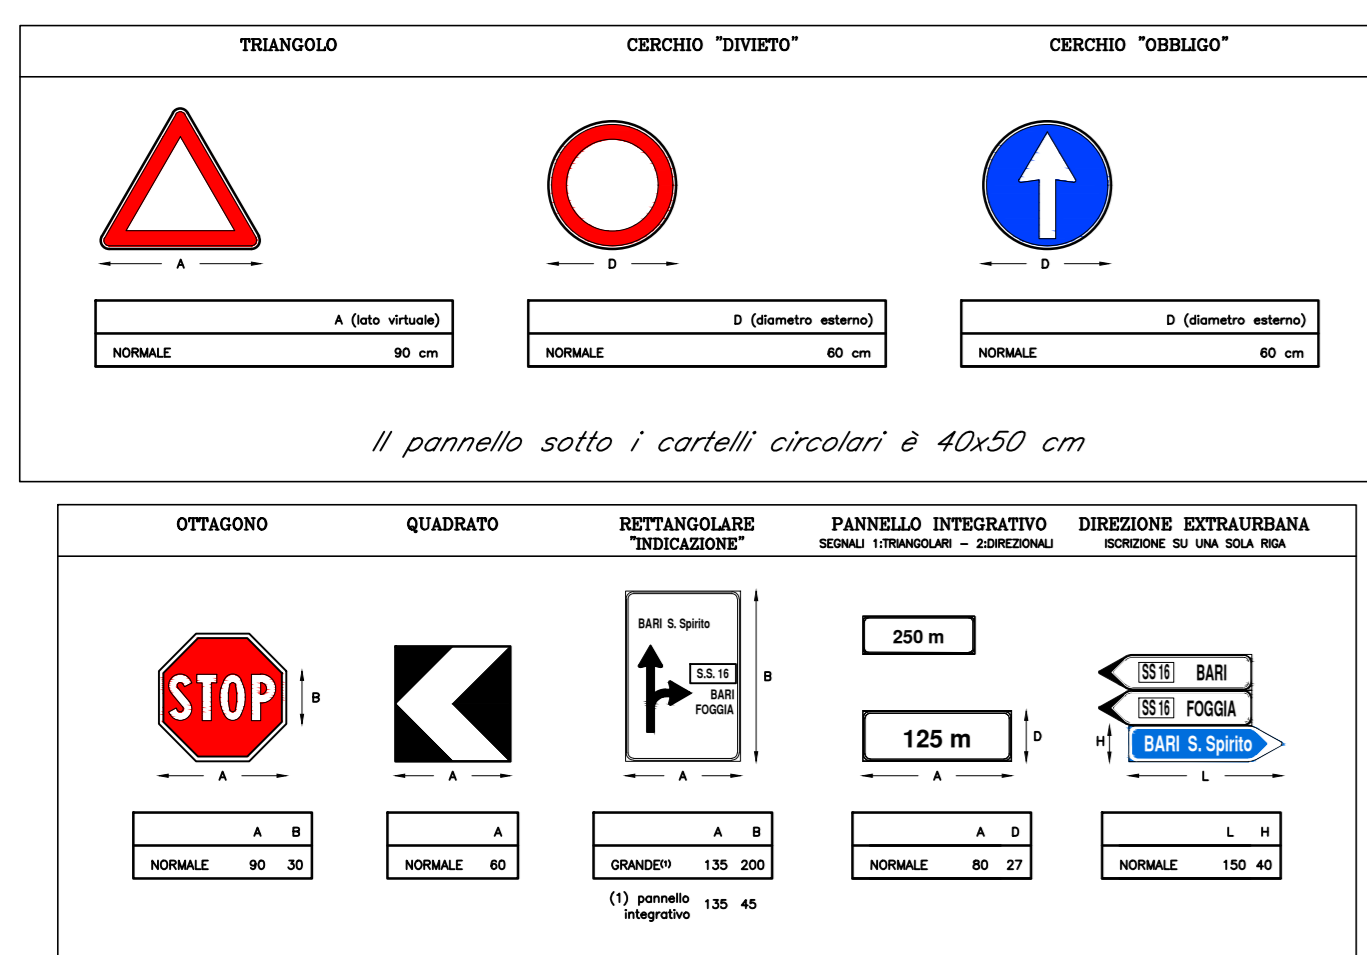 TRIANGOLO
CERCHIO "DIVIETO"
CERCHIO "OBBLIGO"
A
D
D
A (lato virtuale)
NORMALE 90 cm
D (diametro esterno)
NORMALE 60 cm
D (diametro esterno)
NORMALE 60 cm
Il pannello sotto i cartelli circolari è 40x50 cm
OTTAGONO
QUADRATO
RETTANGOLARE
"INDICAZIONE"
PANNELLO INTEGRATIVO
SEGNALI 1:TRIANGOLARI – 2:DIREZIONALI
DIREZIONE EXTRAURBANA
ISCRIZIONE SU UNA SOLA RIGA
STOP
B
A
A
BARI S. Spirito
S.S. 16
BARI
FOGGIA
B
A
250 m
125 m
D
A
SS 16 BARI
SS 16 FOGGIA
BARI S. Spirito
H
L
A B
NORMALE 90 30
A
NORMALE 60
A B
GRANDE(1) 135 200
(1) pannello
integrativo 135 45
A D
NORMALE 80 27
L H
NORMALE 150 40